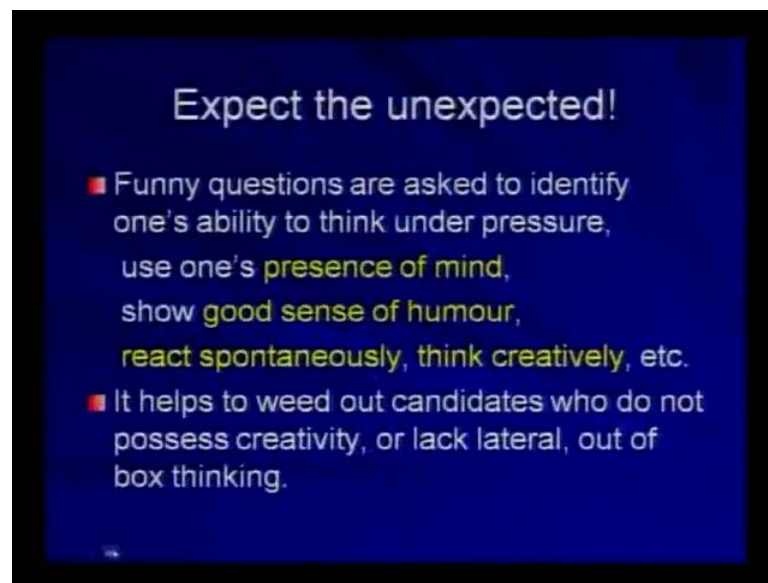 Expect the unexpected!
Funny questions are asked to identify
one's ability to think under pressure,
use one's presence of mind,
show good sense of humour,
react spontaneously, think creatively, etc.
It helps to weed out candidates who do not
possess creativity, or lack lateral, out of
box thinking.